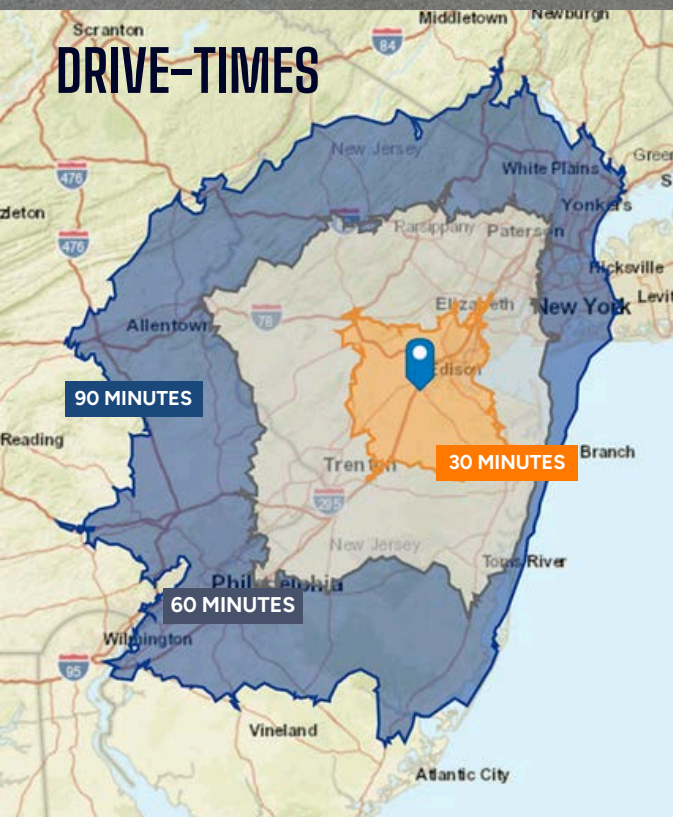 Middletown
Newburgh
Scranton
84
DRIVE-TIMES
New Jersey
476
White Plains
Yonkers
zleton
Parsippany
Paterson
476
Hicksville
Elizabeth
New York
Levit
78
Allentown
Edison
90 MINUTES
Reading
Branch
Trenton
30 MINUTES
295
New Jersey
Toms River
Philadelphia
60 MINUTES
Wilmington
95
Vineland
Atlantic City